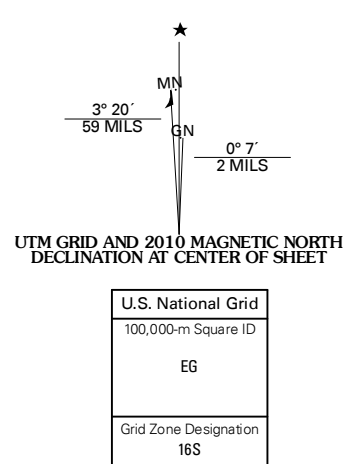 ★
MN
3° 20´
59 MILS
GN
0° 7´
2 MILS
UTM GRID AND 2010 MAGNETIC NORTH
DECLINATION AT CENTER OF SHEET
U.S. National Grid
100,000-m Square ID
EG
Grid Zone Designation
16S